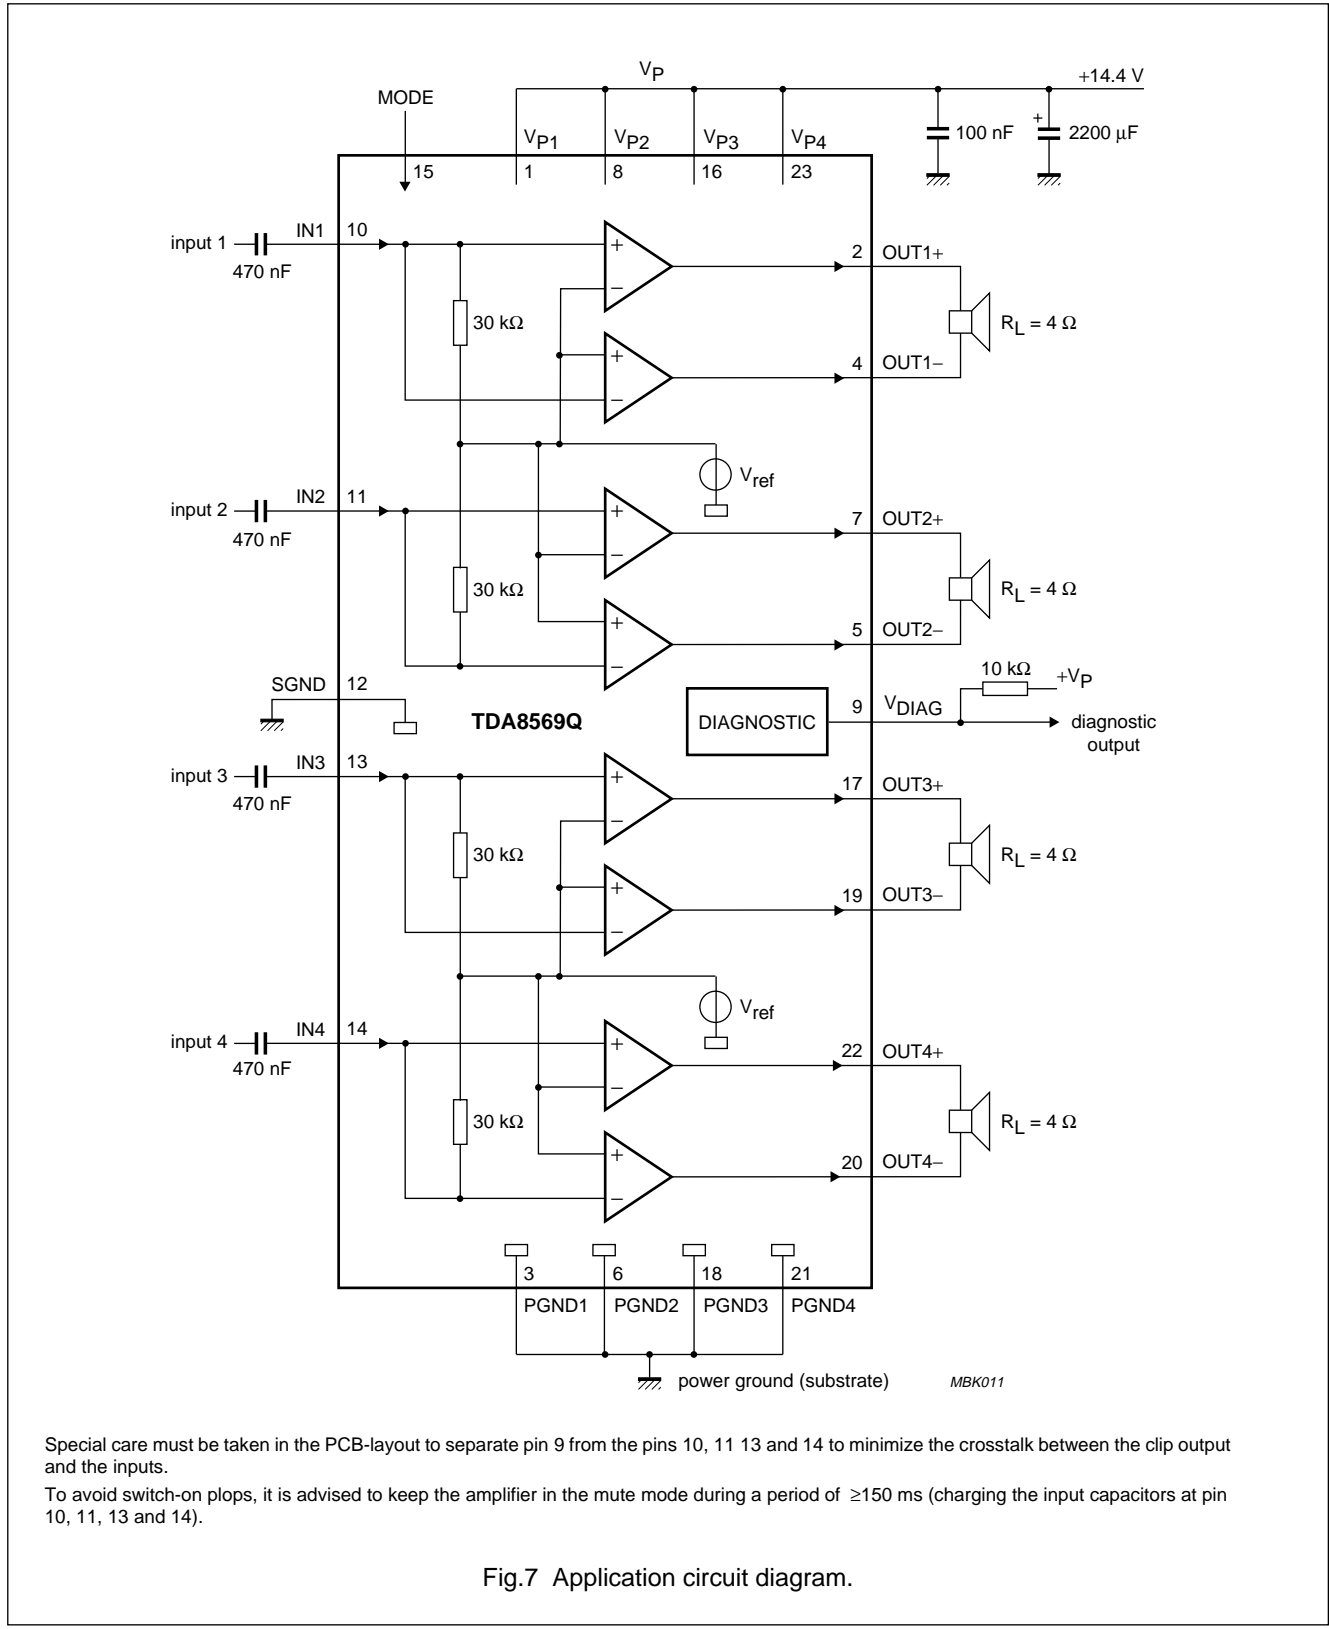 V_P
+14.4 V
MODE
100 nF
+
2200 µF
V_P1 V_P2 V_P3 V_P4
15 1 8 16 23
input 1
470 nF
IN1 10
+
−
2 OUT1+
30 kΩ
R_L = 4 Ω
+
−
4 OUT1−
V_ref
input 2
470 nF
IN2 11
+
−
7 OUT2+
30 kΩ
R_L = 4 Ω
+
−
5 OUT2−
SGND 12
TDA8569Q
DIAGNOSTIC
9 V_DIAG
10 kΩ
+V_P
diagnostic
output
input 3
470 nF
IN3 13
+
−
17 OUT3+
30 kΩ
R_L = 4 Ω
+
−
19 OUT3−
V_ref
input 4
470 nF
IN4 14
+
−
22 OUT4+
30 kΩ
R_L = 4 Ω
+
−
20 OUT4−
3 6 18 21
PGND1 PGND2 PGND3 PGND4
power ground (substrate)
MBK011
Special care must be taken in the PCB-layout to separate pin 9 from the pins 10, 11 13 and 14 to minimize the crosstalk between the clip output
and the inputs.
To avoid switch-on plops, it is advised to keep the amplifier in the mute mode during a period of ≥150 ms (charging the input capacitors at pin
10, 11, 13 and 14).
Fig.7 Application circuit diagram.